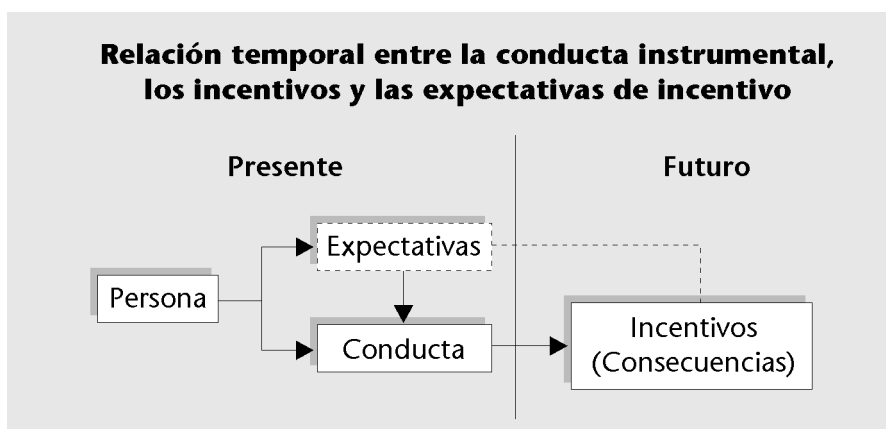 Relación temporal entre la conducta instrumental,
los incentivos y las expectativas de incentivo
Presente
Futuro
Expectativas
Persona
Conducta
Incentivos
(Consecuencias)